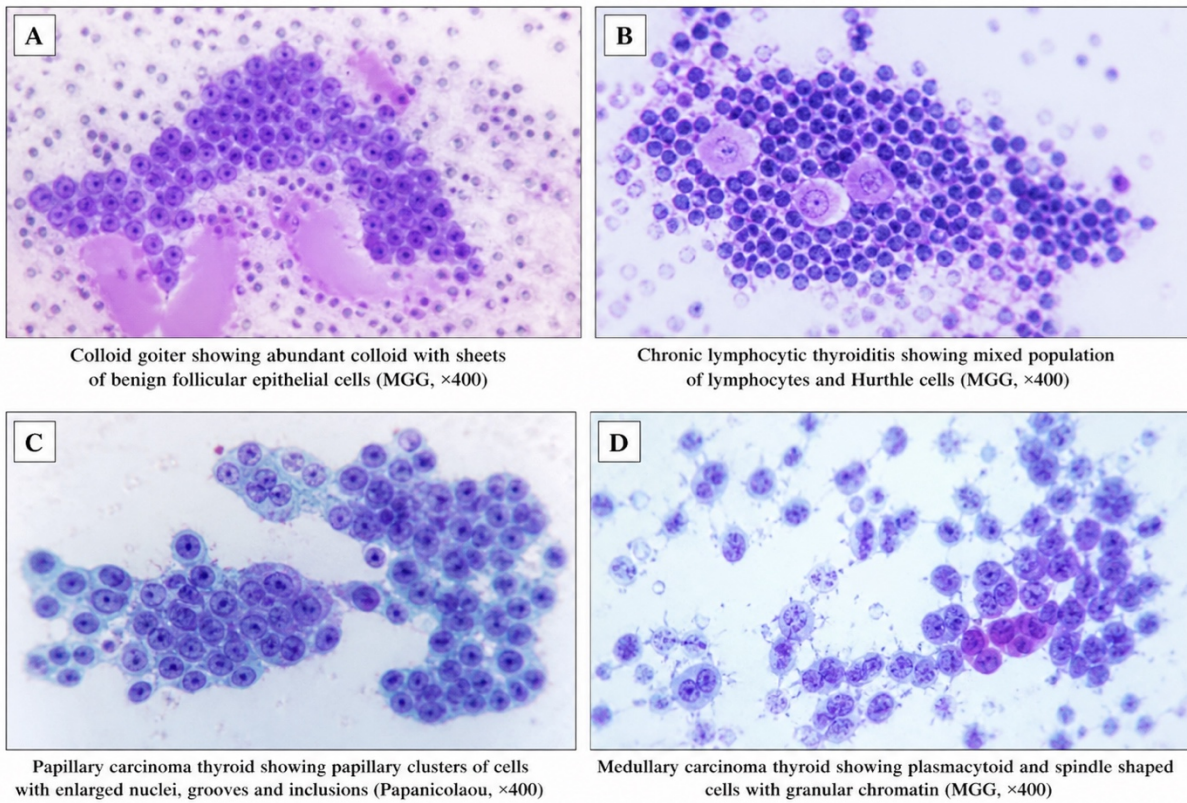 A
B
Colloid goiter showing abundant colloid with sheets
of benign follicular epithelial cells (MGG, ×400)
Chronic lymphocytic thyroiditis showing mixed population
of lymphocytes and Hurthle cells (MGG, ×400)
C
D
Papillary carcinoma thyroid showing papillary clusters of cells
with enlarged nuclei, grooves and inclusions (Papanicolaou, ×400)
Medullary carcinoma thyroid showing plasmacytoid and spindle shaped
cells with granular chromatin (MGG, ×400)